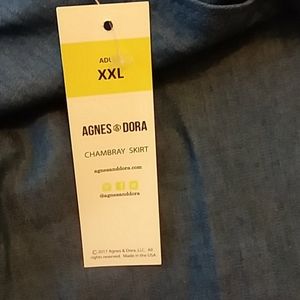 XXL
AGNES & DORA
CHAMBRAY SKIRT
agnesanddora.com
@agnesanddora
© 2017 Agnes & Dora, LLC, All
rights reserved. Made in the USA